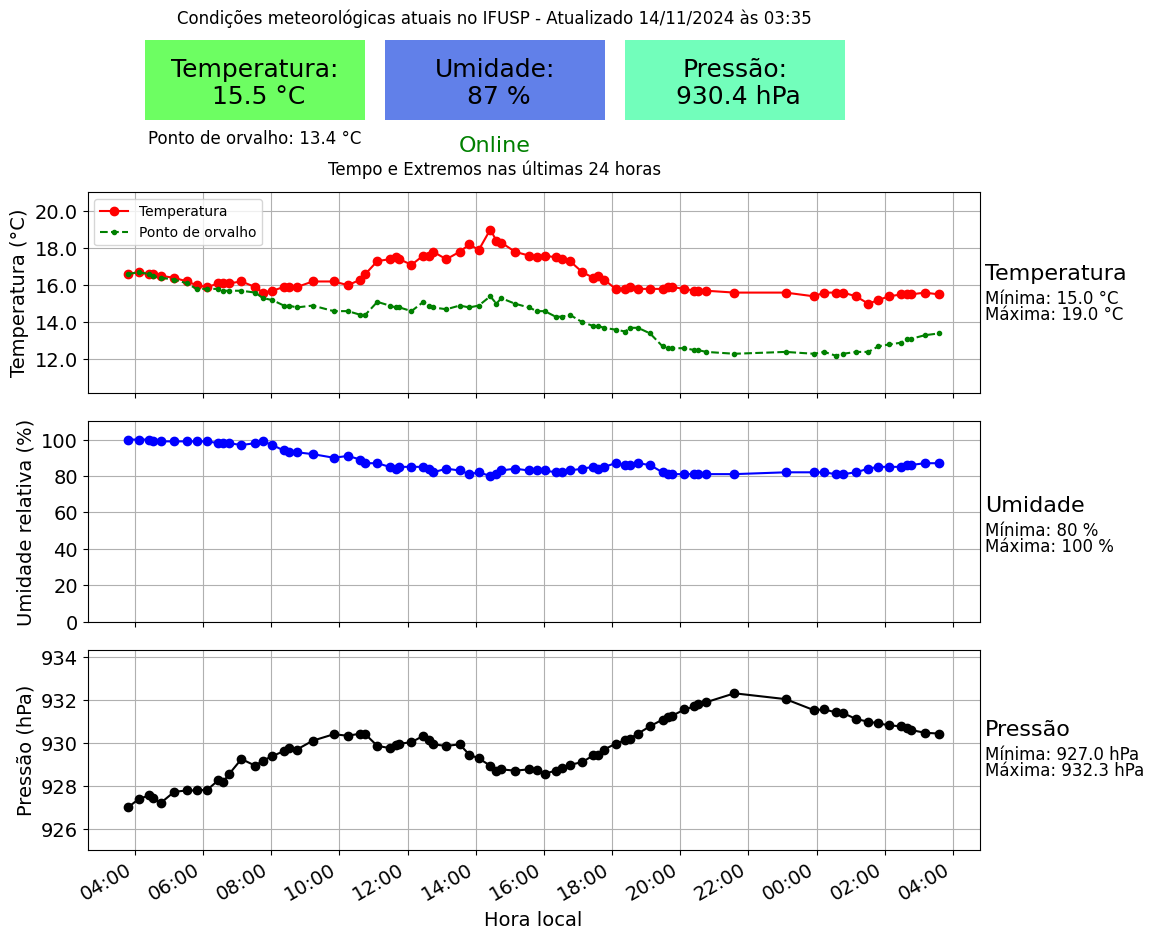 Condições meteorológicas atuais no IFUSP - Atualizado 14/11/2024 às 03:35
Temperatura:
15.5 °C
Umidade:
87 %
Pressão:
930.4 hPa
Ponto de orvalho: 13.4 °C
Online
Tempo e Extremos nas últimas 24 horas
Temperatura (°C)
20.0
18.0
16.0
14.0
12.0
Temperatura
Ponto de orvalho
Temperatura
Mínima: 15.0 °C
Máxima: 19.0 °C
Umidade relativa (%)
100
80
60
40
20
0
Umidade
Mínima: 80 %
Máxima: 100 %
Pressão (hPa)
934
932
930
928
926
Pressão
Mínima: 927.0 hPa
Máxima: 932.3 hPa
04:00 06:00 08:00 10:00 12:00 14:00 16:00 18:00 20:00 22:00 00:00 02:00 04:00
Hora local